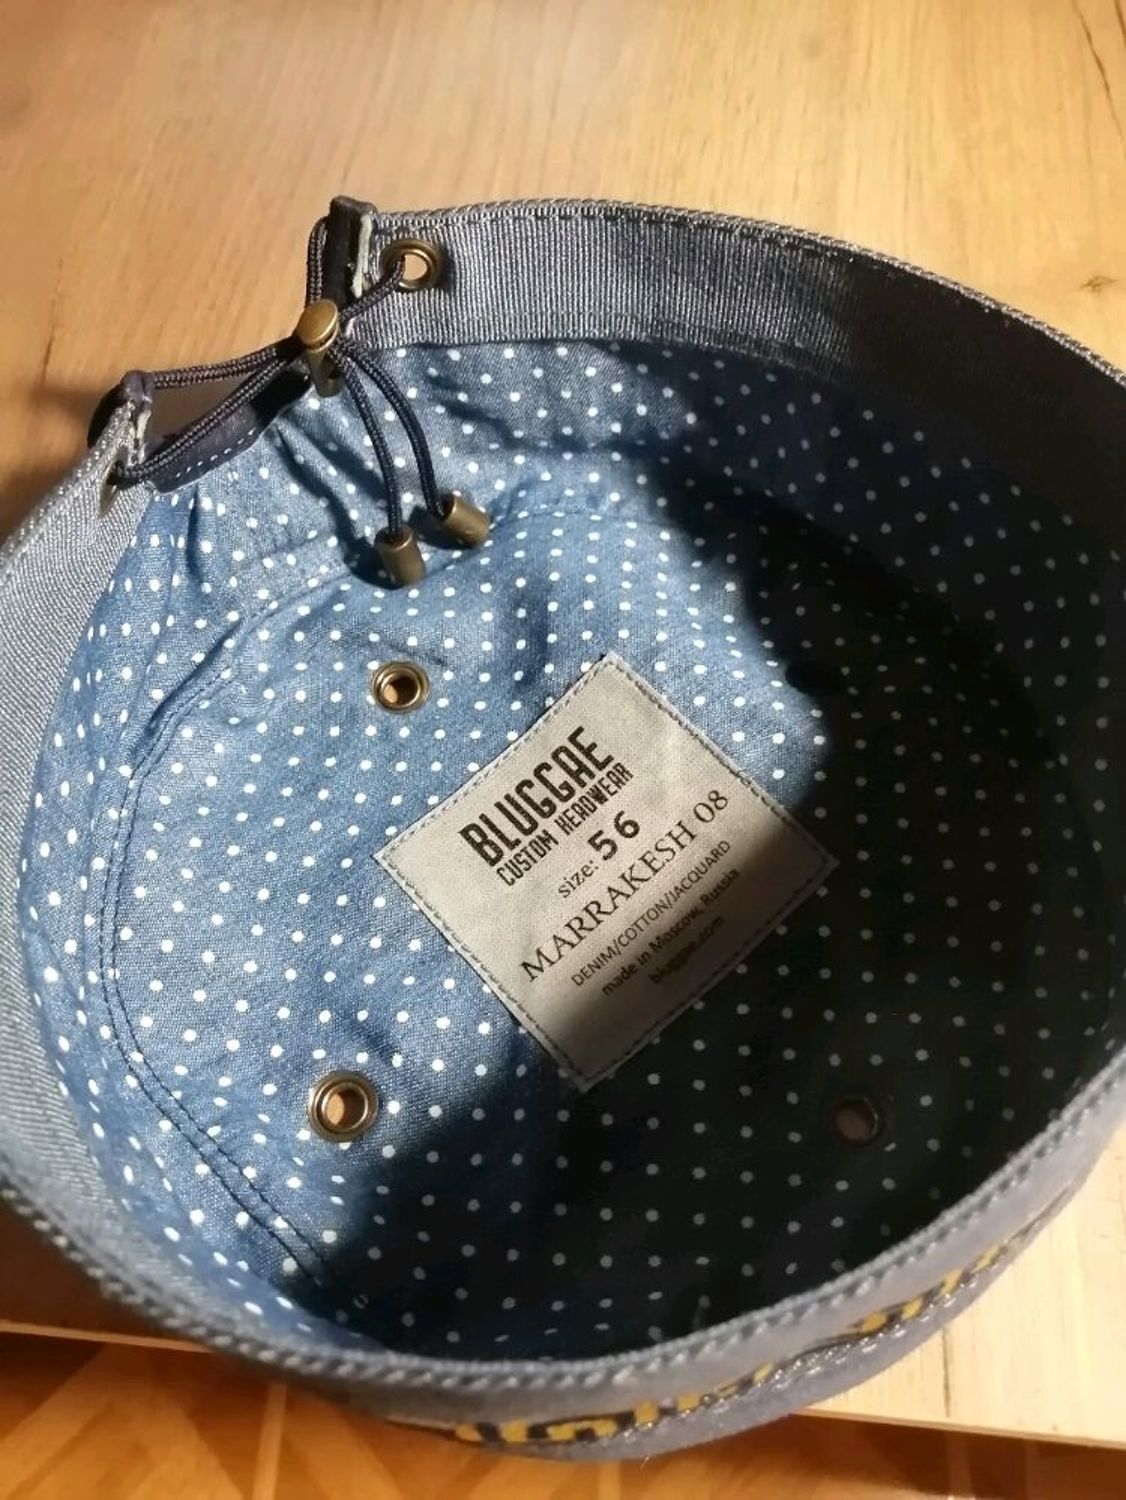 BLUGGAE
CUSTOM HEADWEAR
size: 56
MARRAKESH 08
DENIM/COTTON/JACQUARD
made in Moscow, Russia
bluggae.com